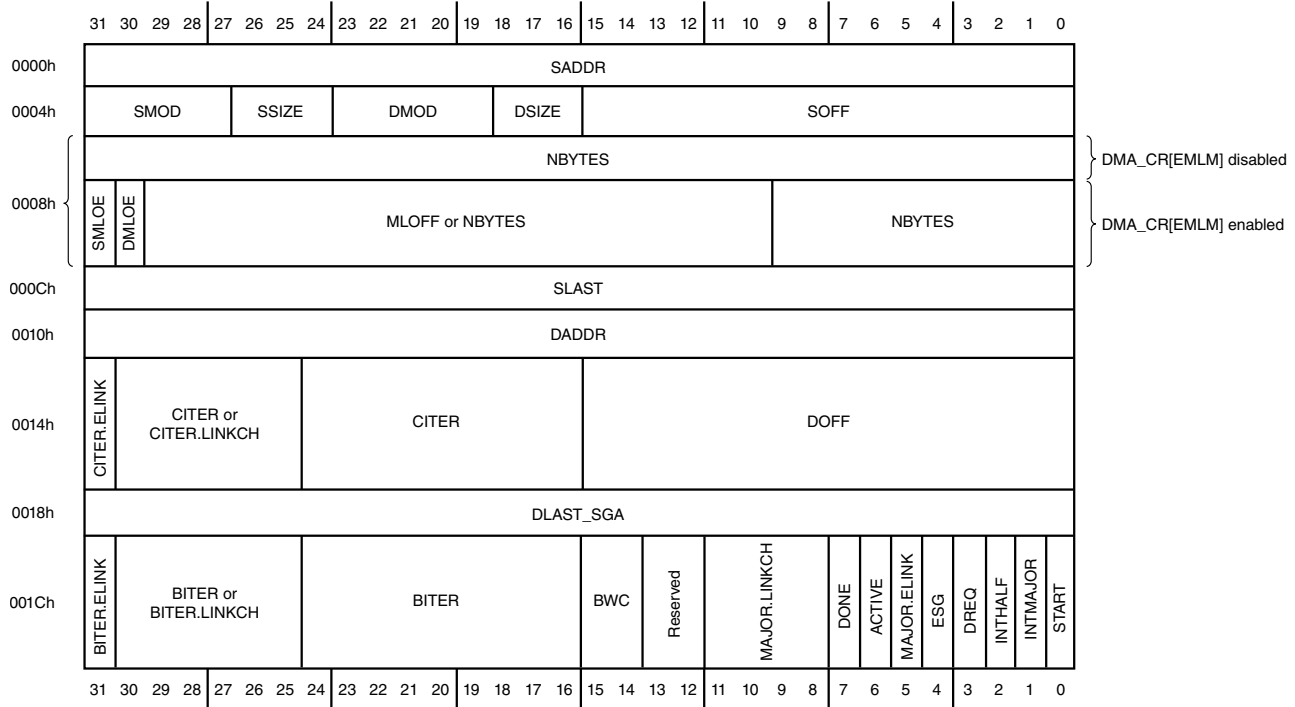 31 30 29 28 27 26 25 24 23 22 21 20 19 18 17 16 15 14 13 12 11 10 9 8 7 6 5 4 3 2 1 0
0000h SADDR
0004h SMOD SSIZE DMOD DSIZE SOFF
NBYTES DMA_CR[EMLM] disabled
0008h SMLOE DMLOE MLOFF or NBYTES NBYTES DMA_CR[EMLM] enabled
000Ch SLAST
0010h DADDR
0014h CITER.ELINK CITER or
CITER.LINKCH CITER DOFF
0018h DLAST_SGA
001Ch BITER.ELINK BITER or
BITER.LINKCH BITER BWC Reserved MAJOR.LINKCH DONE ACTIVE MAJOR.ELINK ESG DREQ INTHALF INTMAJOR START
31 30 29 28 27 26 25 24 23 22 21 20 19 18 17 16 15 14 13 12 11 10 9 8 7 6 5 4 3 2 1 0